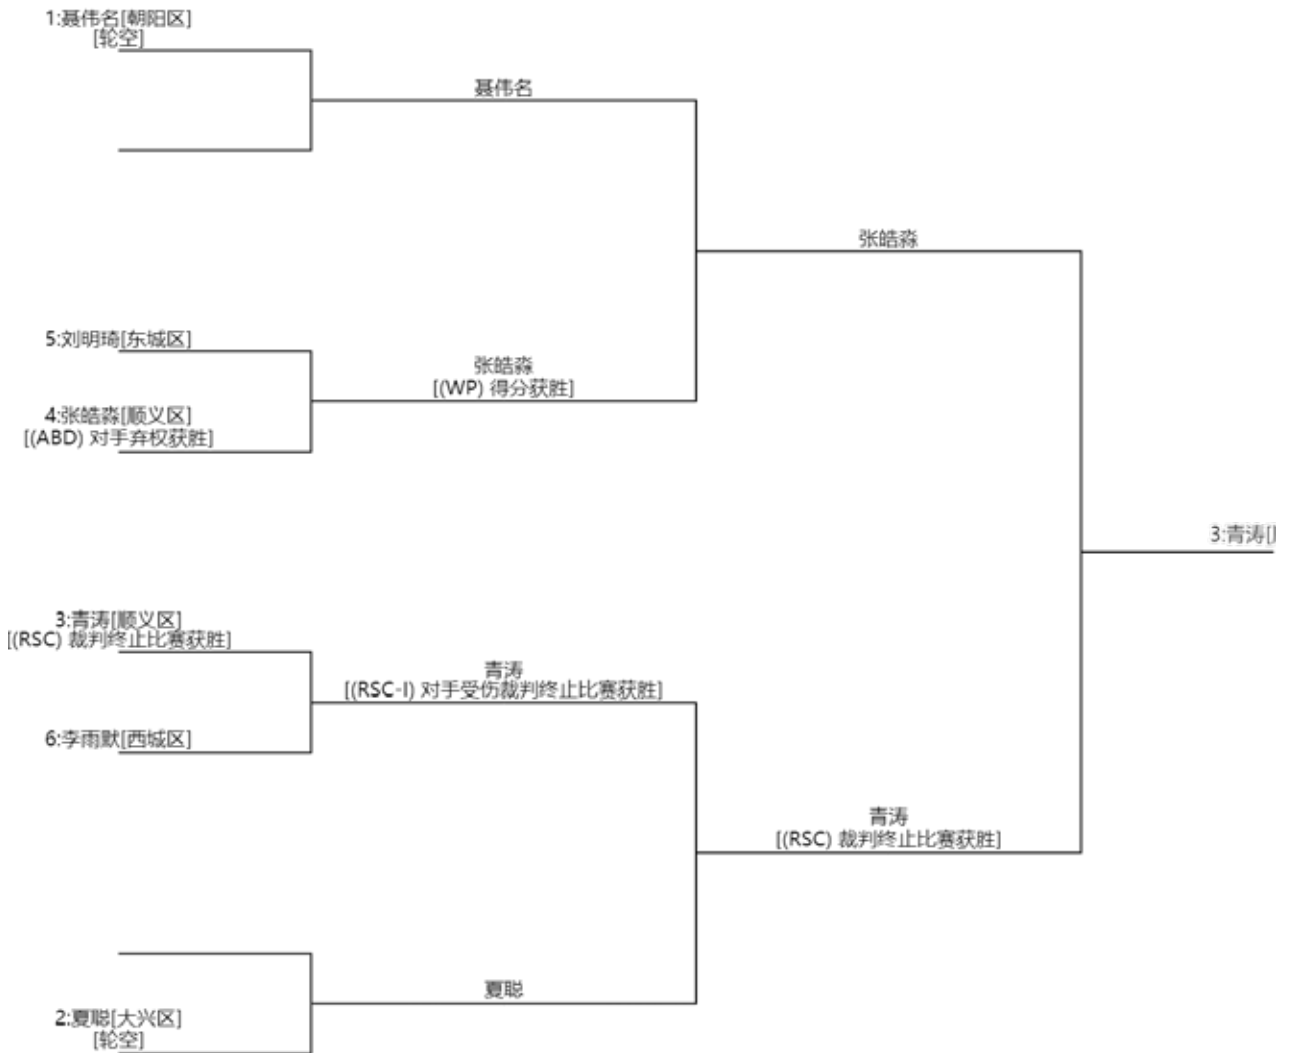 1:聂伟名[朝阳区]
[轮空]
聂伟名
张皓淼
5:刘明琦[东城区]
张皓淼
[(WP) 得分获胜]
4:张皓淼[顺义区]
[(ABD) 对手弃权获胜]
3:青涛[
3:青涛[顺义区]
[(RSC) 裁判终止比赛获胜]
青涛
[(RSC-I) 对手受伤裁判终止比赛获胜]
6:李雨默[西城区]
青涛
[(RSC) 裁判终止比赛获胜]
夏聪
2:夏聪[大兴区]
[轮空]